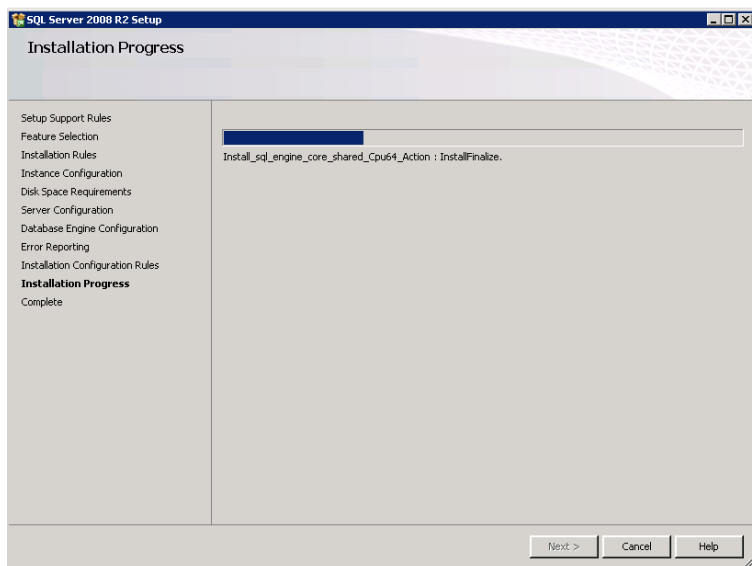 SQL Server 2008 R2 Setup
Installation Progress
Setup Support Rules
Feature Selection
Installation Rules
Instance Configuration
Disk Space Requirements
Server Configuration
Database Engine Configuration
Error Reporting
Installation Configuration Rules
Installation Progress
Complete
Install_sql_engine_core_shared_Cpu64_Action : InstallFinalize.
Next >
Cancel
Help